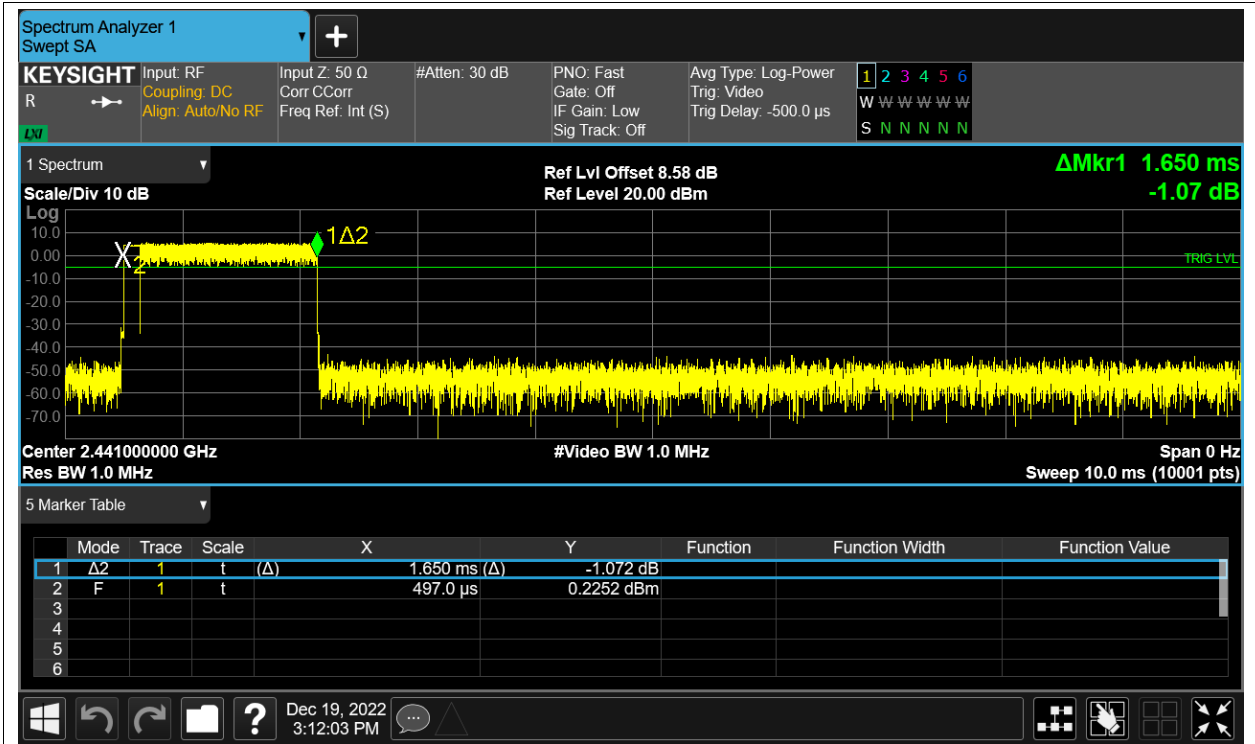 Spectrum Analyzer 1
Swept SA
KEYSIGHT Input: RF Input Z: 50 Ω #Atten: 30 dB PNO: Fast Avg Type: Log-Power 1 2 3 4 5 6
R Coupling: DC Corr CCorr Gate: Off Trig: Video W W W W W W
Align: Auto/No RF Freq Ref: Int (S) IF Gain: Low Trig Delay: -500.0 µs
LXI Sig Track: Off S N N N N N
1 Spectrum Ref Lvl Offset 8.58 dB ΔMkr1 1.650 ms
Scale/Div 10 dB Ref Level 20.00 dBm -1.07 dB
Log
10.0 1Δ2
0.00 X 2 TRIG LVL
-10.0
-20.0
-30.0
-40.0
-50.0
-60.0
-70.0
Center 2.441000000 GHz #Video BW 1.0 MHz Span 0 Hz
Res BW 1.0 MHz Sweep 10.0 ms (10001 pts)
5 Marker Table
Mode Trace Scale X Y Function Function Width Function Value
1 Δ2 1 t (Δ) 1.650 ms (Δ) -1.072 dB
2 F 1 t 497.0 µs 0.2252 dBm
3
4
5
6
? Dec 19, 2022
3:12:03 PM